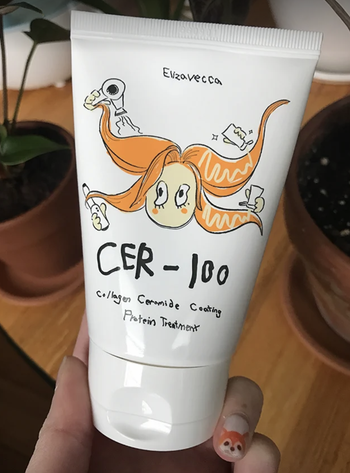 Elizavecca
CER-100
Collagen Ceramide Coating
Protein Treatment